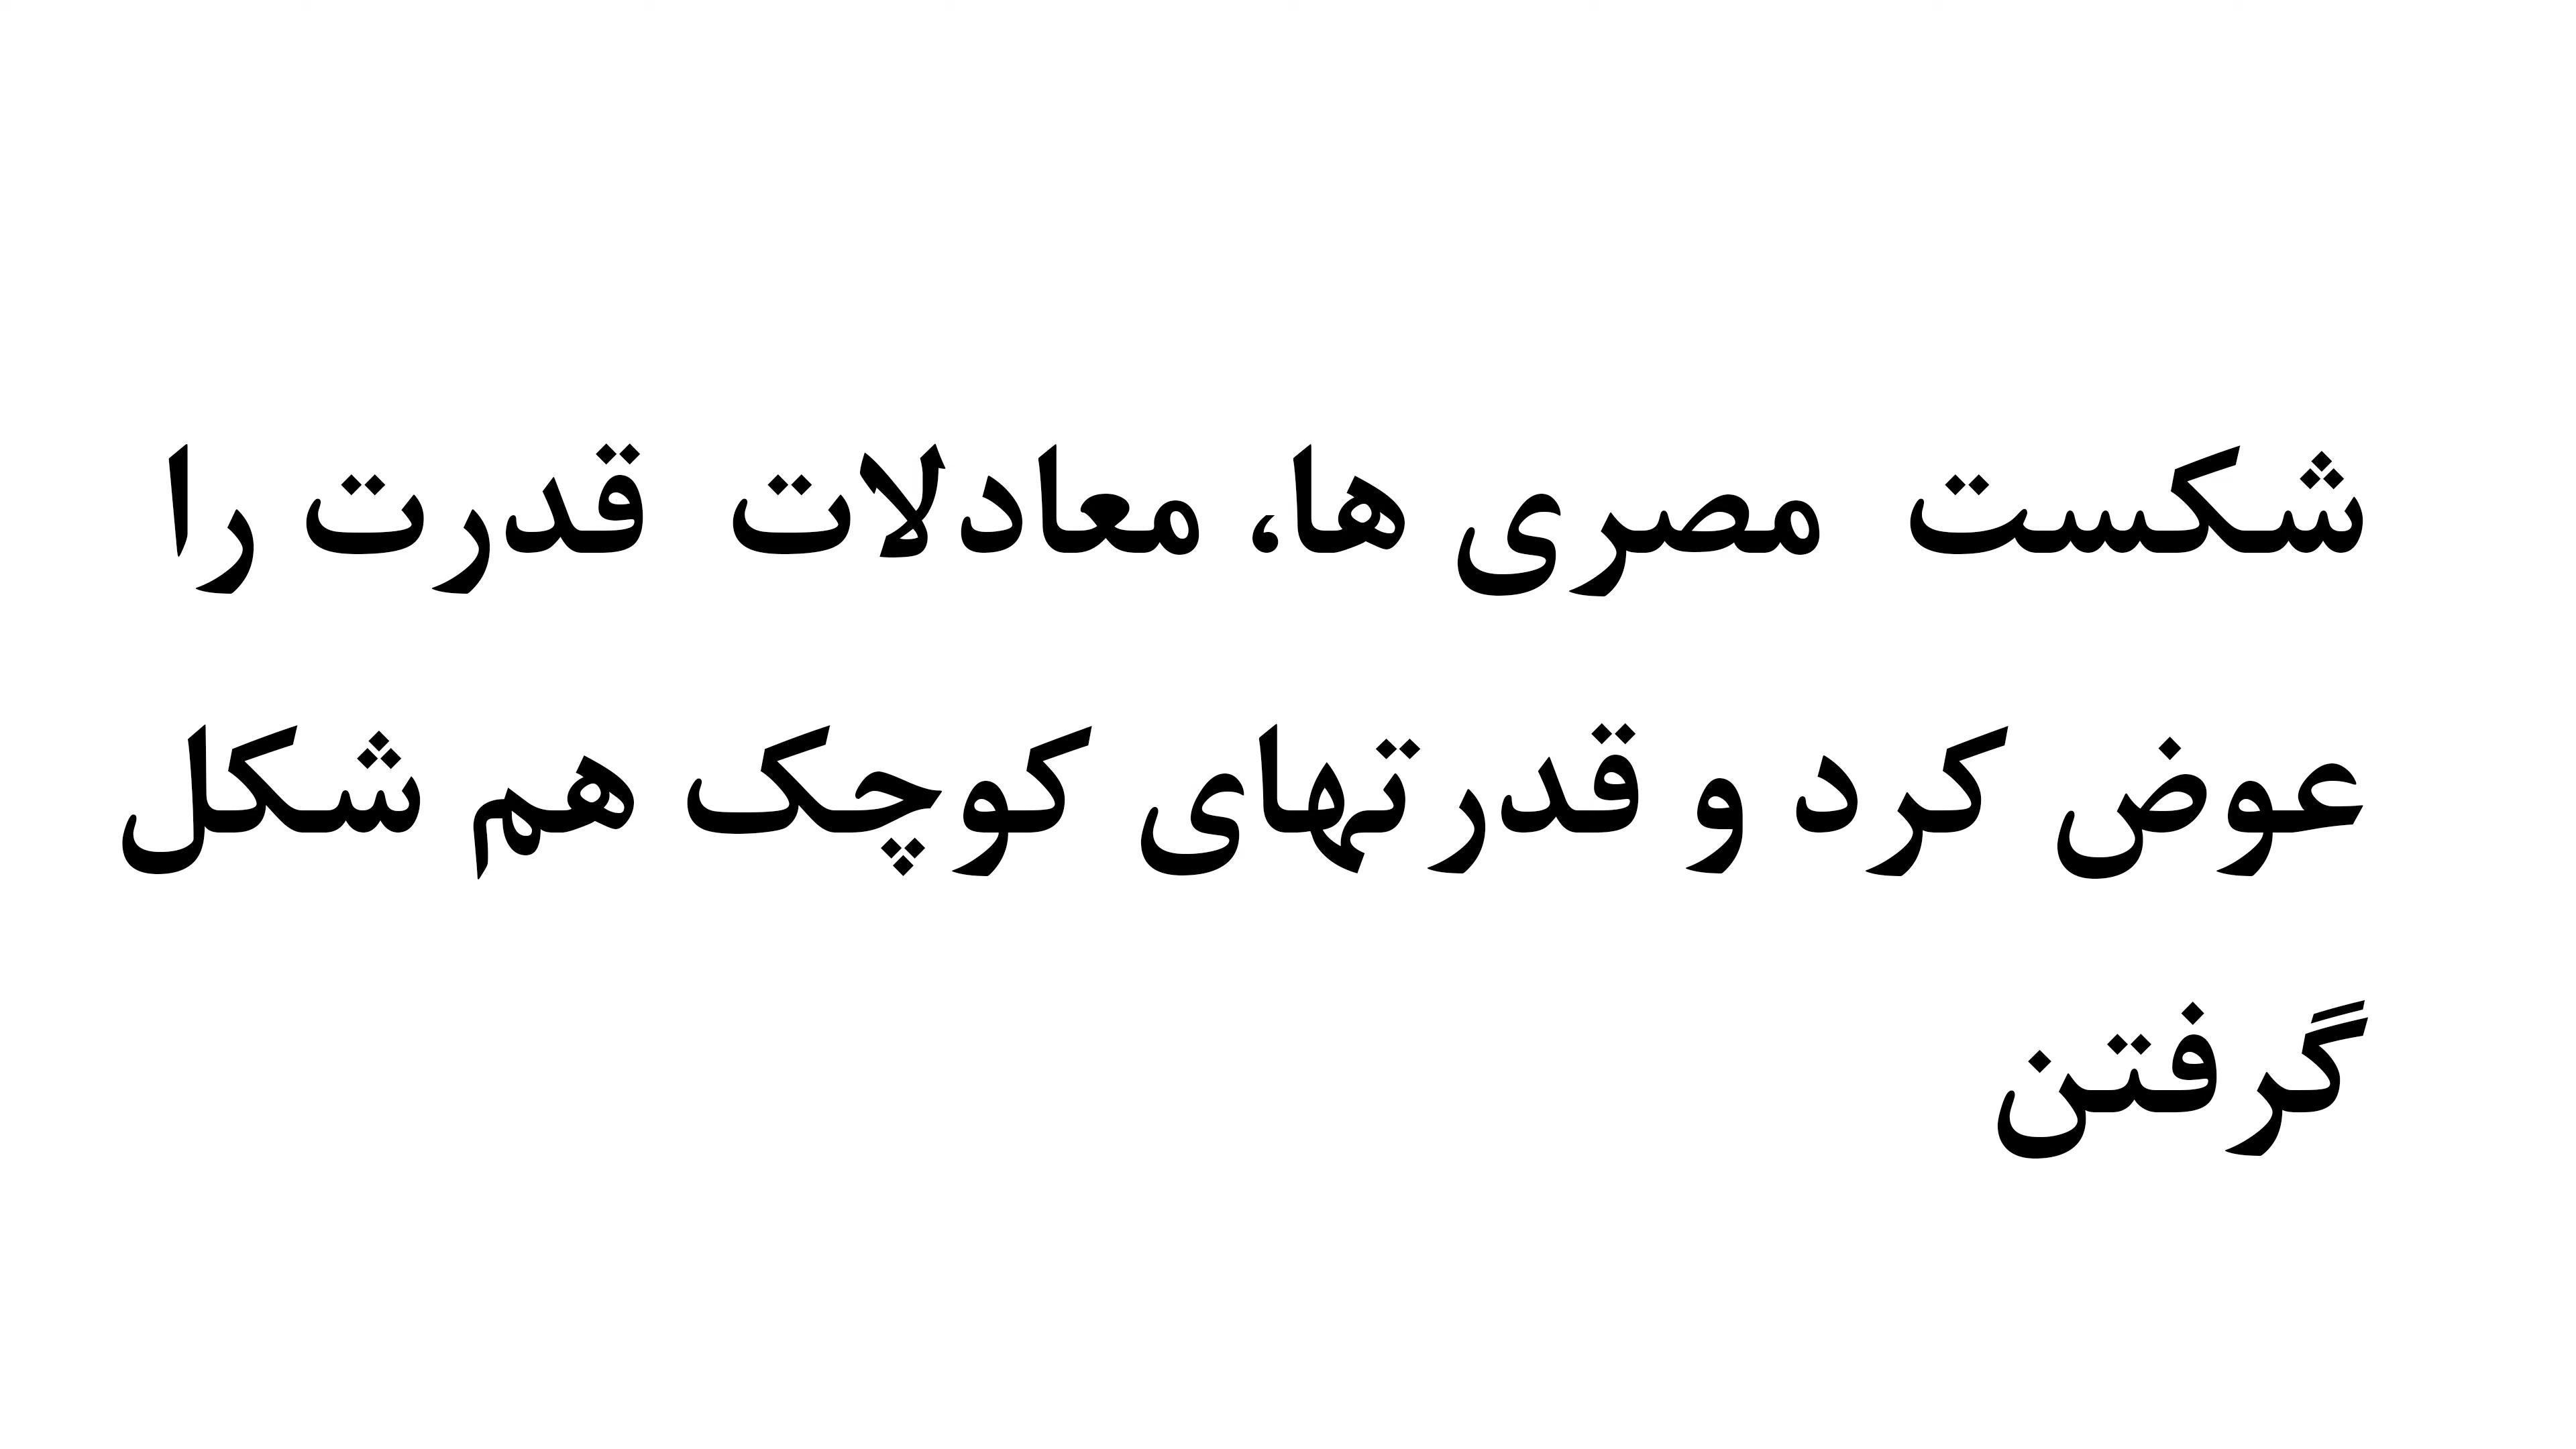 شکست  مصری ها، معادلات  قدرت را
عوض کرد و قدرتهای کوچک هم شکل
گرفتن